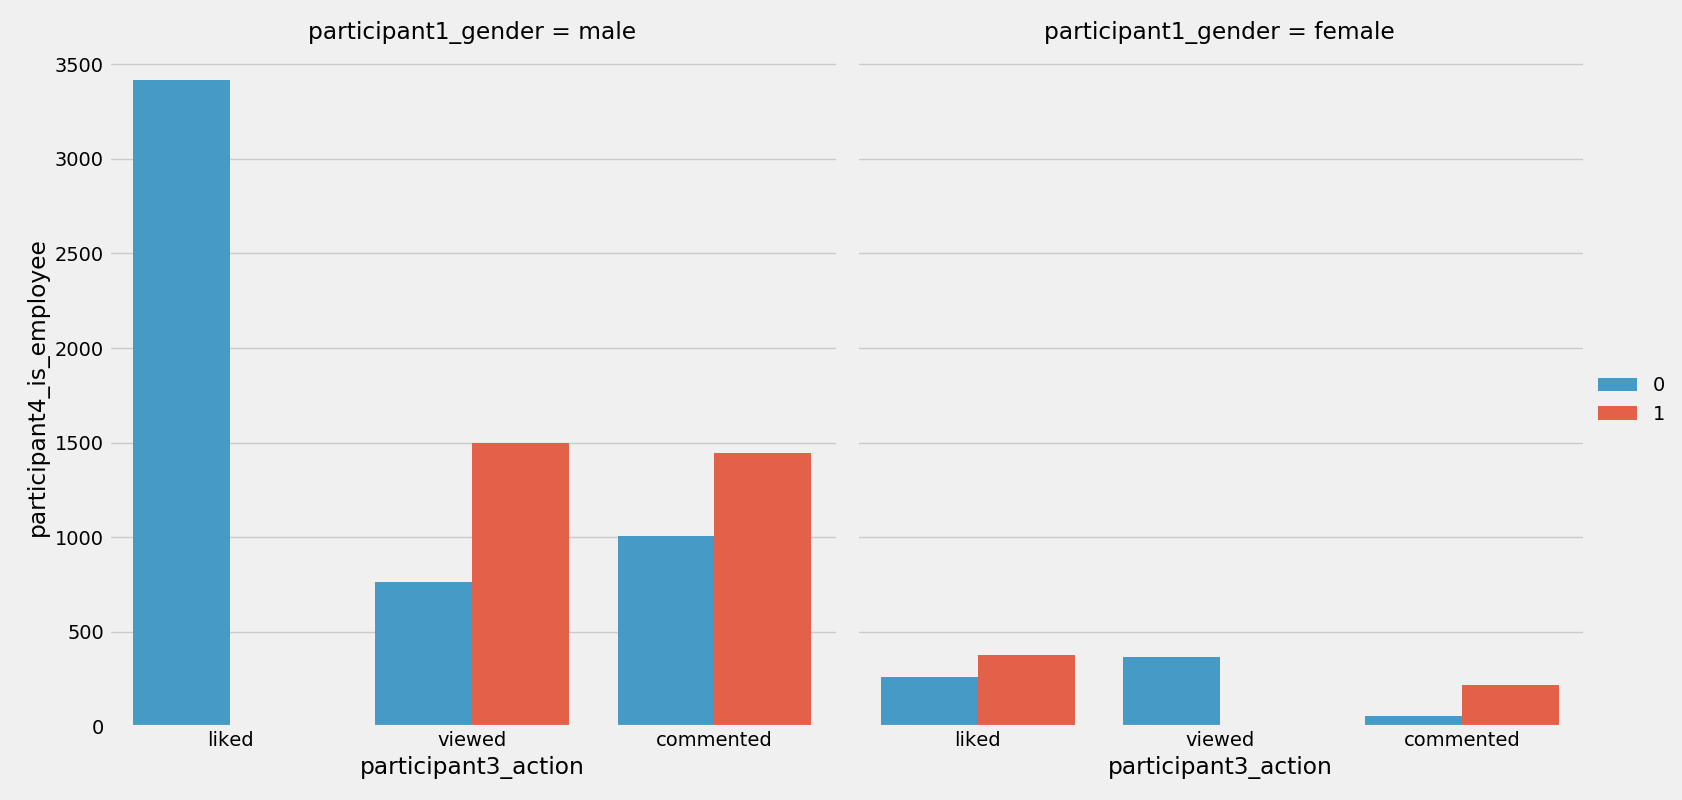 participant1_gender = male
participant1_gender = female
participant4_is_employee
3500
3000
2500
2000
1500
1000
500
0
liked
viewed
commented
liked
viewed
commented
participant3_action
participant3_action
0
1